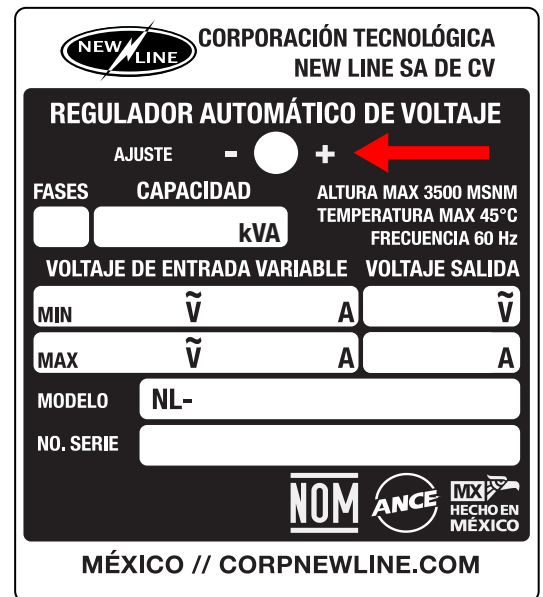 NEW LINE
CORPORACIÓN TECNOLÓGICA
NEW LINE SA DE CV
REGULADOR AUTOMÁTICO DE VOLTAJE
AJUSTE - +
FASES CAPACIDAD
kVA
ALTURA MAX 3500 MSNM
TEMPERATURA MAX 45°C
FRECUENCIA 60 Hz
VOLTAJE DE ENTRADA VARIABLE VOLTAJE SALIDA
MIN Ṽ A Ṽ
MAX Ṽ A A
MODELO NL-
NO. SERIE
NOM ANCE MX
HECHO EN
MÉXICO
MÉXICO // CORPNEWLINE.COM